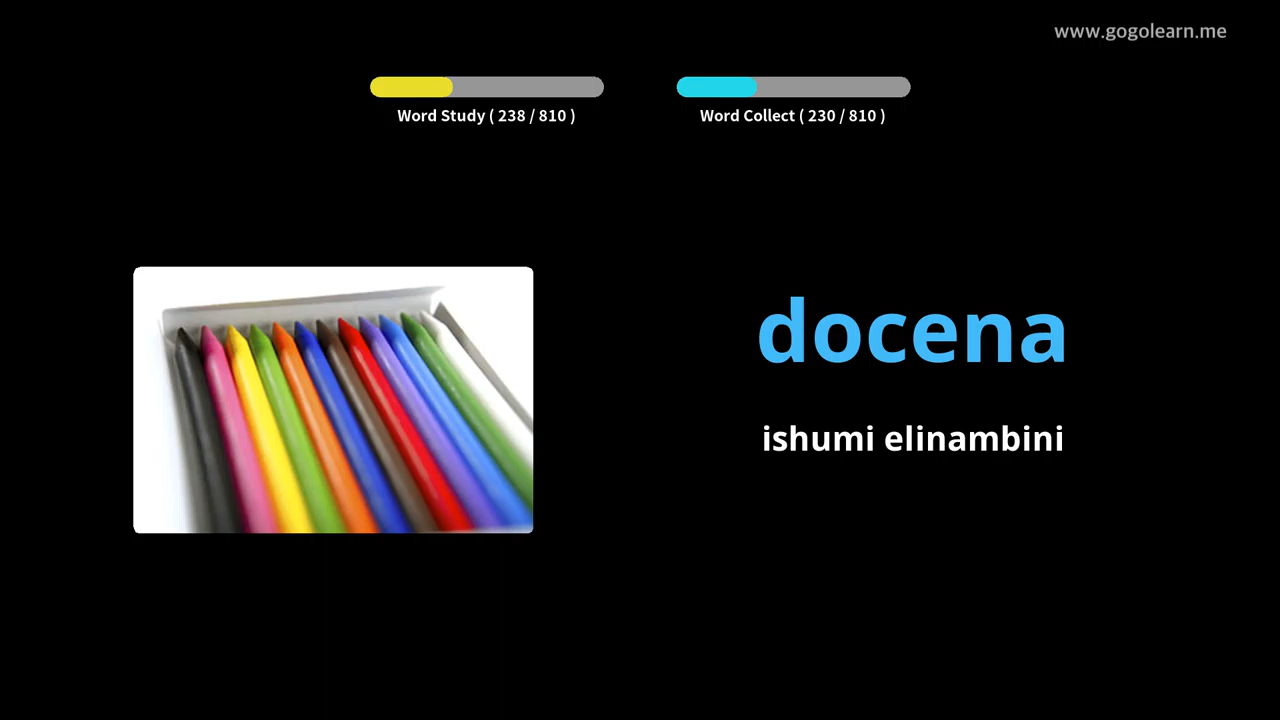 www.gogolearn.me
Word Study ( 238 / 810 )
Word Collect ( 230 / 810 )
docena
ishumi elinambini